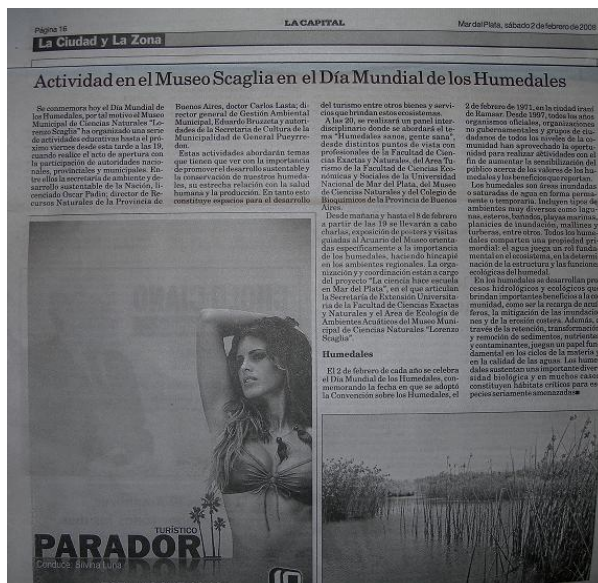 Página 16
LA CAPITAL
Mar del Plata, sábado 2 de febrero de 2008
La Ciudad y La Zona
Actividad en el Museo Scaglia en el Día Mundial de los Humedales
Se conmemora hoy el Día Mundial de
los Humedales, por tal motivo el Museo
Municipal de Ciencias Naturales "Lo-
renzo Scaglia" ha organizado una serie
de actividades educativas hasta el pró-
ximo viernes desde esta tarde a las 19,
cuando realice el acto de apertura con
la participación de autoridades nacio-
nales, provinciales y municipales. En-
tre ellos la secretaria de ambiente y de-
sarrollo sustentable de la Nación, li-
cenciado Oscar Padin; director de Re-
cursos Naturales de la Provincia de
Buenos Aires, doctor Carlos Lasta; di-
rector general de Gestión Ambiental
Municipal, Eduardo Bruzzeta y autori-
dades de la Secretaría de Cultura de la
Municipalidad de General Pueyrre-
don.
Estas actividades abordarán temas
que tienen que ver con la importancia
de promover el desarrollo sustentable y
la conservación de nuestros humeda-
les, su estrecha relación con la salud
humana y la producción. En tanto esto
constituye espacios para el desarrollo
del turismo entre otros bienes y servi-
cios que brindan estos ecosistemas.
A las 20, se realizará un panel inter-
disciplinario donde se abordará el te-
ma "Humedales sanos, gente sana",
desde distintos puntos de vista con
profesionales de la Facultad de Cien-
cias Exactas y Naturales, del Area Tu-
rismo de la Facultad de Ciencias Eco-
nómicas y Sociales de la Universidad
Nacional de Mar del Plata, del Museo
de Ciencias Naturales y del Colegio de
Bioquímicos de la Provincia de Buenos
Aires.
Desde mañana y hasta el 8 de febrero
a partir de las 19 se llevarán a cabo
charlas, exposición de posters y visitas
guiadas al Acuario del Museo orienta-
das específicamente a la importancia
de los humedales, haciendo hincapié
en los ambientes regionales. La orga-
nización y y coordinación están a cargo
del proyecto "La ciencia hace escuela
en Mar del Plata", en el que articulan
la Secretaría de Extensión Universita-
ria de la Facultad de Ciencias Exactas
y Naturales y el Area de Ecología de
Ambientes Acuáticos del Museo Muni-
cipal de Ciencias Naturales "Lorenzo
Scaglia"
Humedales
El 2 de febrero de cada año se celebra
el Día Mundial de los Humedales, con-
memorando la fecha en que se adoptó
la Convención sobre los Humedales, el
2 de febrero de 1971, en la ciudad iraní
de Ramsar. Desde 1997, todos los años
organismos oficiales, organizaciones
no gubernamentales y grupos de ciu-
dadanos de todos los niveles de la co-
munidad han aprovechado la oportu-
nidad para realizar actividades con el
fin de aumentar la sensibilización del
público acerca de los valores de los hu-
medales y los beneficios que reportan.
Los humedales son áreas inundadas
o saturadas de agua en forma perma-
nente o temporaria. Incluyen tipos de
ambientes muy diversos como lagu-
nas, esteros, bañados, playas marinas,
planicies de inundación, mallines y
turberas, entre otros. Todos los hume-
dales comparten una propiedad pri-
mordial: el agua juega un rol funda-
mental en el ecosistema, en la determi-
nación de la estructura y las funciones
ecológicas del humedal.
En los humedales se desarrollan pro-
cesos hidrológicos y ecológicos que
brindan importantes beneficios a la co-
munidad, como ser la recarga de acuí-
feros, la mitigación de las inundacio-
nes y de la erosión costera. Además, a
través de la retención, transformación
y remoción de sedimentos, nutrientes
y contaminantes, juegan un papel fun-
damental en los ciclos de la materia y
en la calidad de las aguas. Los hume-
dales sustentan una importante diver-
sidad biológica y en muchos casos
constituyen hábitats críticos para es-
pecies seriamente amenazadas
TURÍSTICO
PARADOR
Conduce: Silvina Luna
10